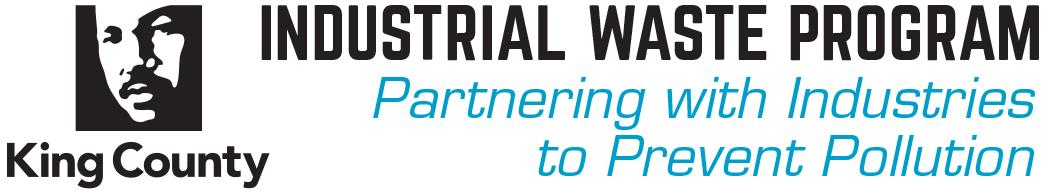 INDUSTRIAL WASTE PROGRAM
Partnering with Industries
to Prevent Pollution
King County